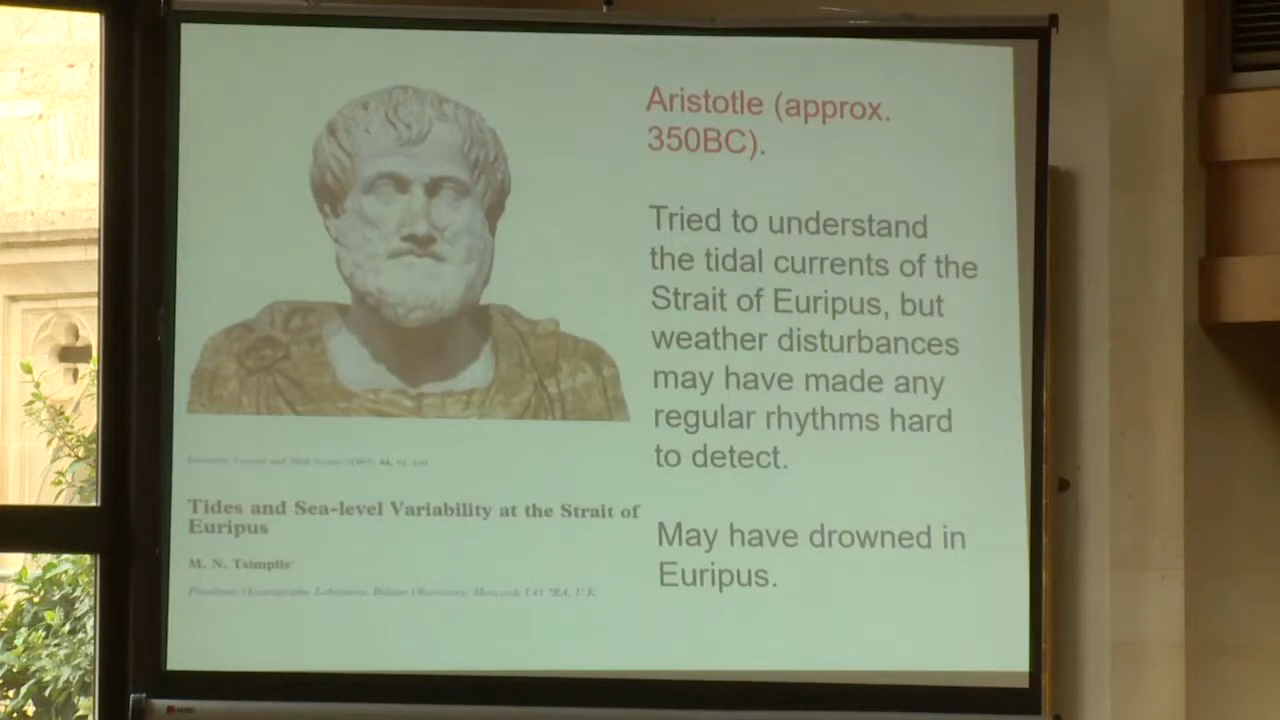 Aristotle (approx.
350BC).
Tried to understand
the tidal currents of the
Strait of Euripus, but
weather disturbances
may have made any
regular rhythms hard
to detect.
May have drowned in
Euripus.
Tides and Sea-level Variability at the Strait of
Euripus
M. N. Tsimplis